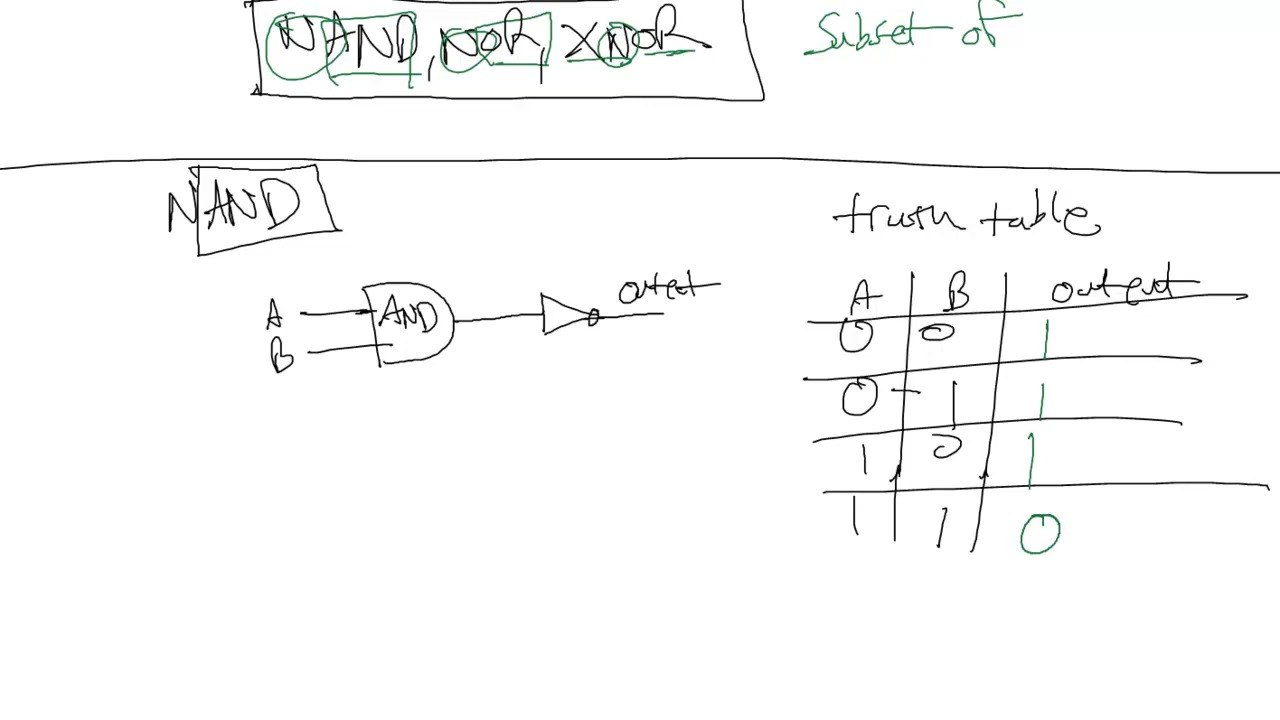 NAND, NOR, XNOR Subset of
NAND
truth table
A AND output
B
A B output
0 0 1
0 1 1
1 0 1
1 1 0